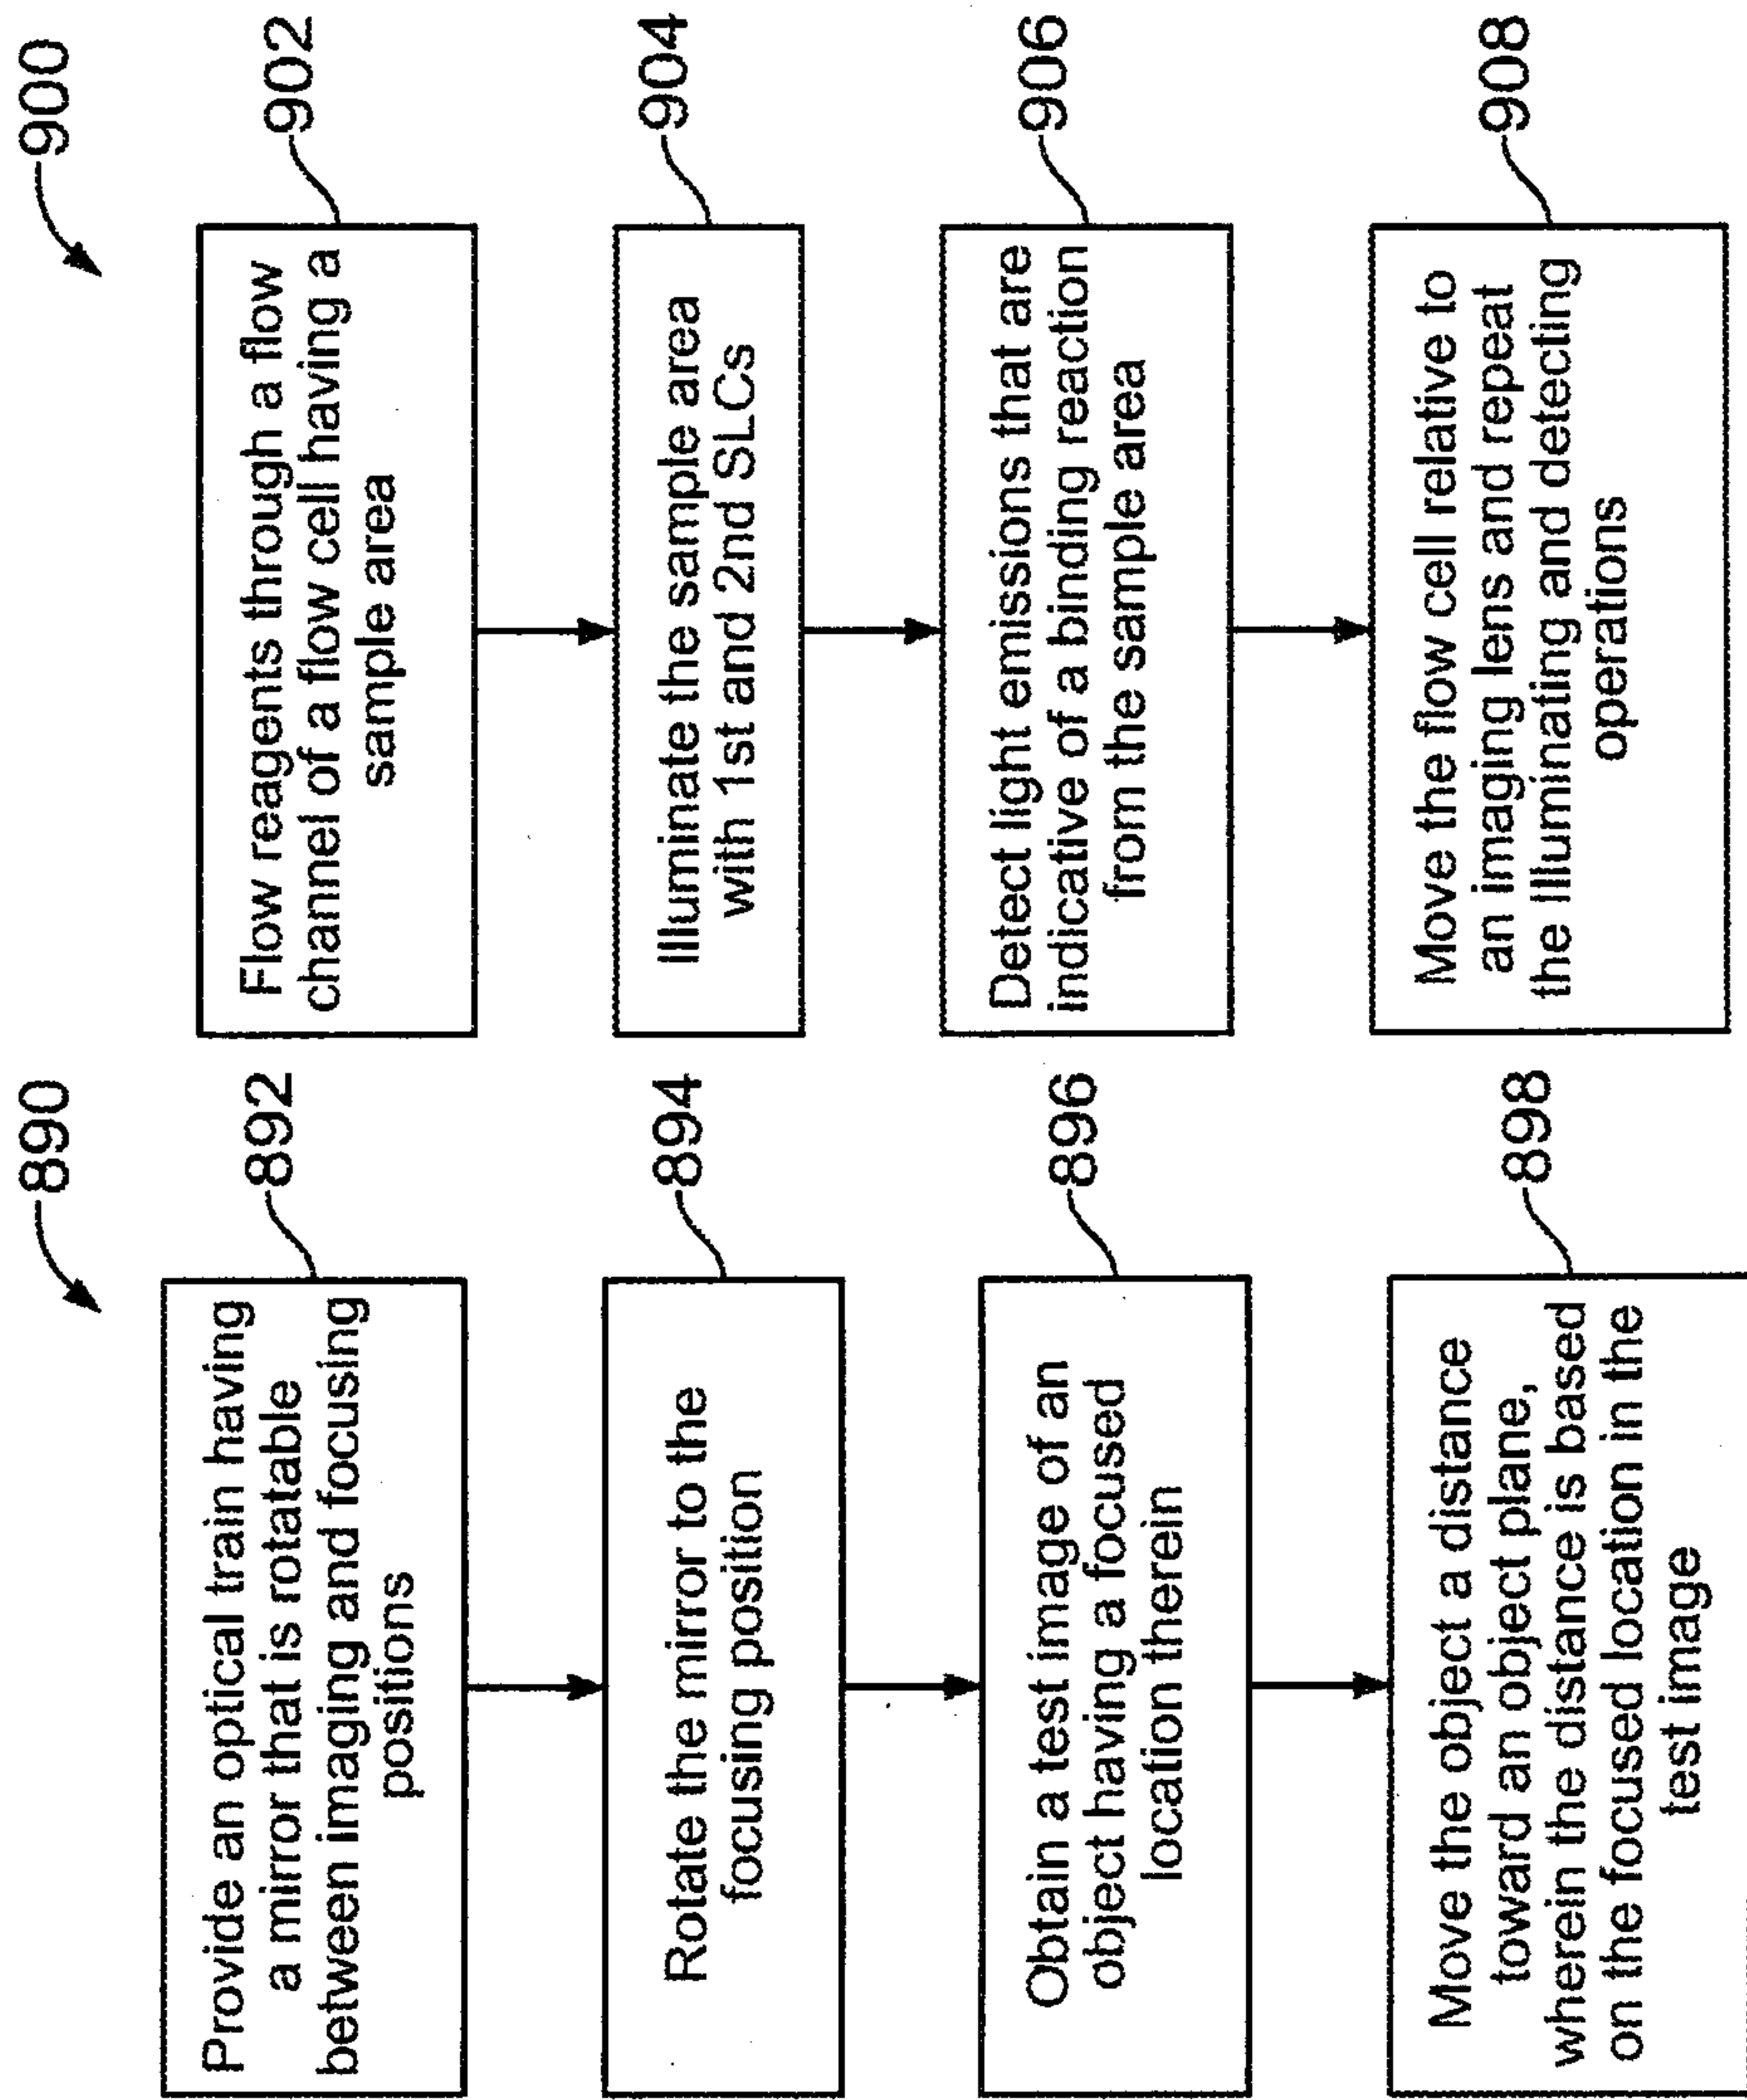 890
892
Provide an optical train having
a mirror that is rotatable
between imaging and focusing
positions
894
Rotate the mirror to the
focusing position
896
Obtain a test image of an
object having a focused
location therein
898
Move the object a distance
toward an object plane,
wherein the distance is based
on the focused location in the
test image
900
902
Flow reagents through a flow
channel of a flow cell having a
sample area
904
Illuminate the sample area
with 1st and 2nd SLCs
906
Detect light emissions that are
indicative of a binding reaction
from the sample area
908
Move the flow cell relative to
an imaging lens and repeat
the illuminating and detecting
operations